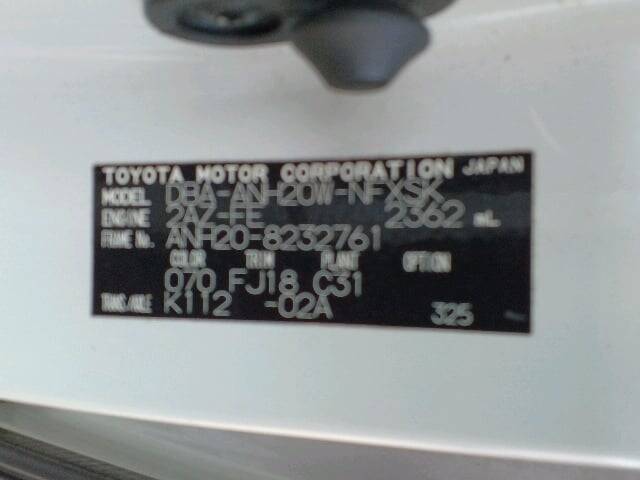 TOYOTA MOTOR CORPORATION JAPAN
MODEL DBA-ANH20W-NFXSK
ENGINE 2AZ-FE 2362 mL
FRAME No. ANH20-8232761
COLOR TRIM PLANT OPTION
070 FJ18 C31
TRANS/AXLE K112 -02A 325